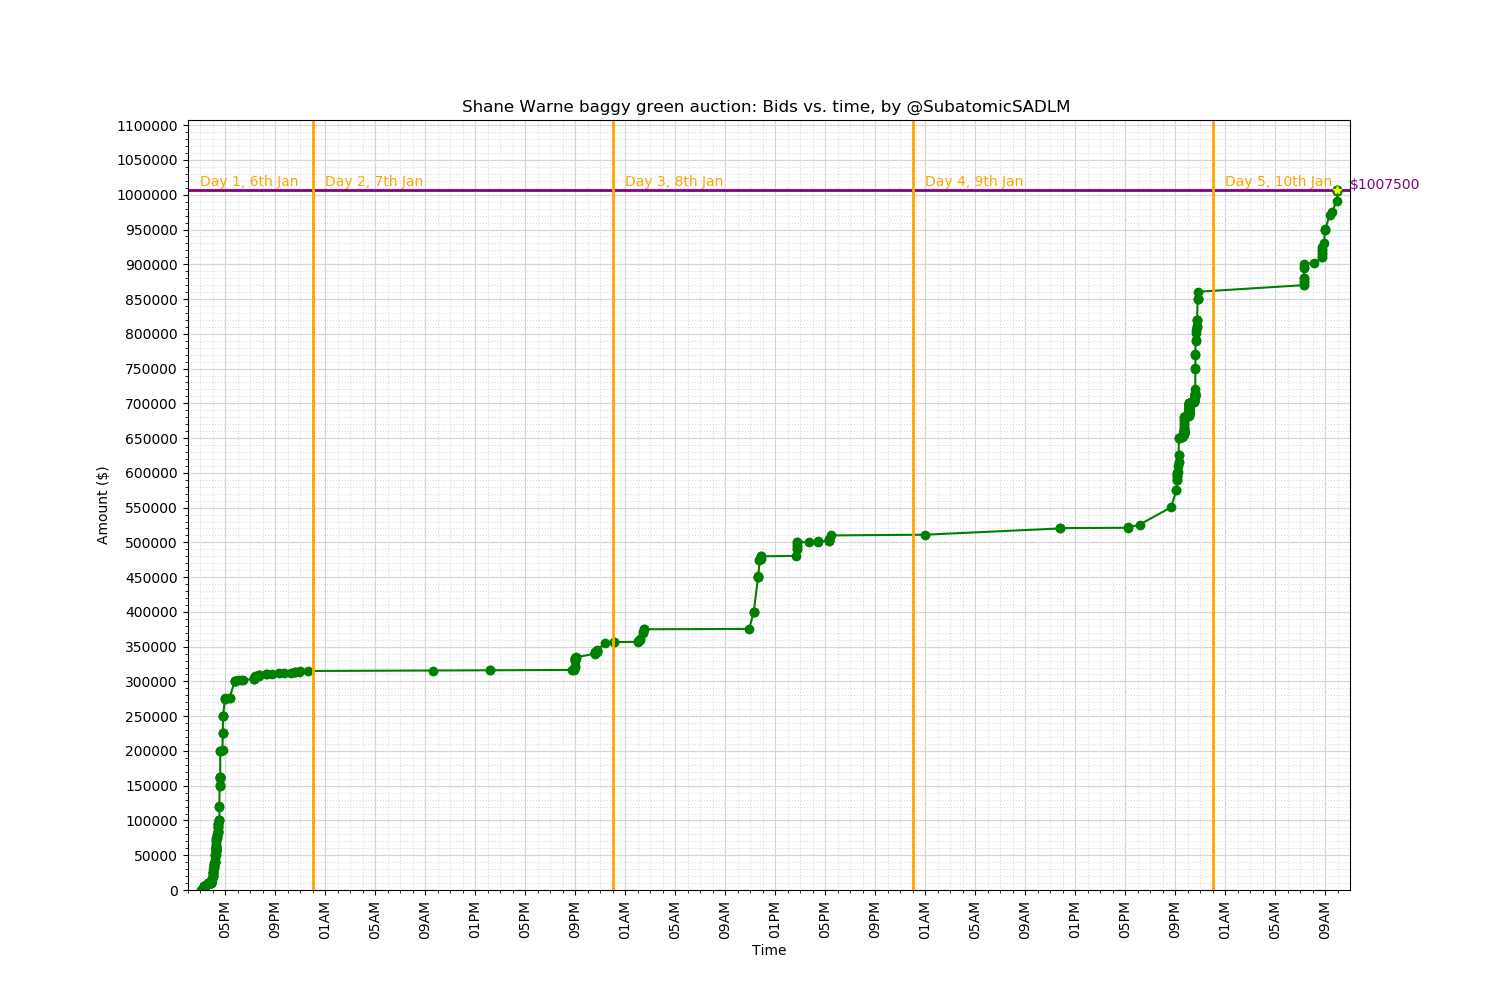 Shane Warne baggy green auction: Bids vs. time, by @SubatomicSADLM
1100000
1050000
1000000
950000
900000
850000
800000
750000
700000
650000
600000
550000
500000
450000
400000
350000
300000
250000
200000
150000
100000
50000
0
Amount ($)
Day 1, 6th Jan
Day 2, 7th Jan
Day 3, 8th Jan
Day 4, 9th Jan
Day 5, 10th Jan
$1007500
05PM
09PM
01AM
05AM
09AM
01PM
05PM
09PM
01AM
05AM
09AM
01PM
05PM
09PM
01AM
05AM
09AM
01PM
05PM
09PM
01AM
05AM
09AM
Time